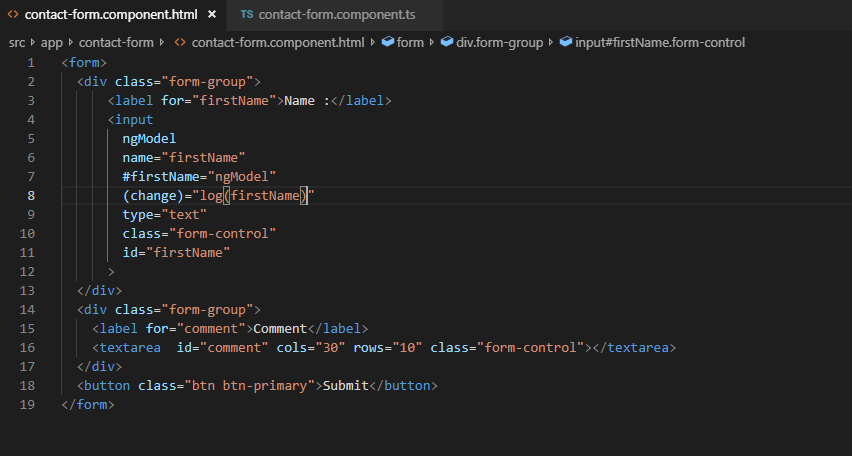 <> contact-form.component.html × TS contact-form.component.ts
src > app > contact-form > <> contact-form.component.html > form > div.form-group > input#firstName.form-control
1 <form>
2 <div class="form-group">
3 <label for="firstName">Name :</label>
4 <input
5 ngModel
6 name="firstName"
7 #firstName="ngModel"
8 (change)="log(firstName)"
9 type="text"
10 class="form-control"
11 id="firstName"
12 >
13 </div>
14 <div class="form-group">
15 <label for="comment">Comment</label>
16 <textarea  id="comment" cols="30" rows="10" class="form-control"></textarea>
17 </div>
18 <button class="btn btn-primary">Submit</button>
19 </form>